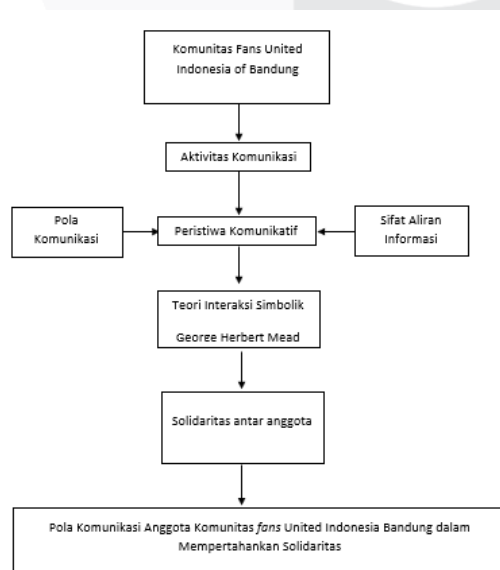 Komunitas Fans United
Indonesia of Bandung
Aktivitas Komunikasi
Pola
Komunikasi
Peristiwa Komunikatif
Sifat Aliran
Informasi
Teori Interaksi Simbolik
George Herbert Mead
Solidaritas antar anggota
Pola Komunikasi Anggota Komunitas fans United Indonesia Bandung dalam
Mempertahankan Solidaritas